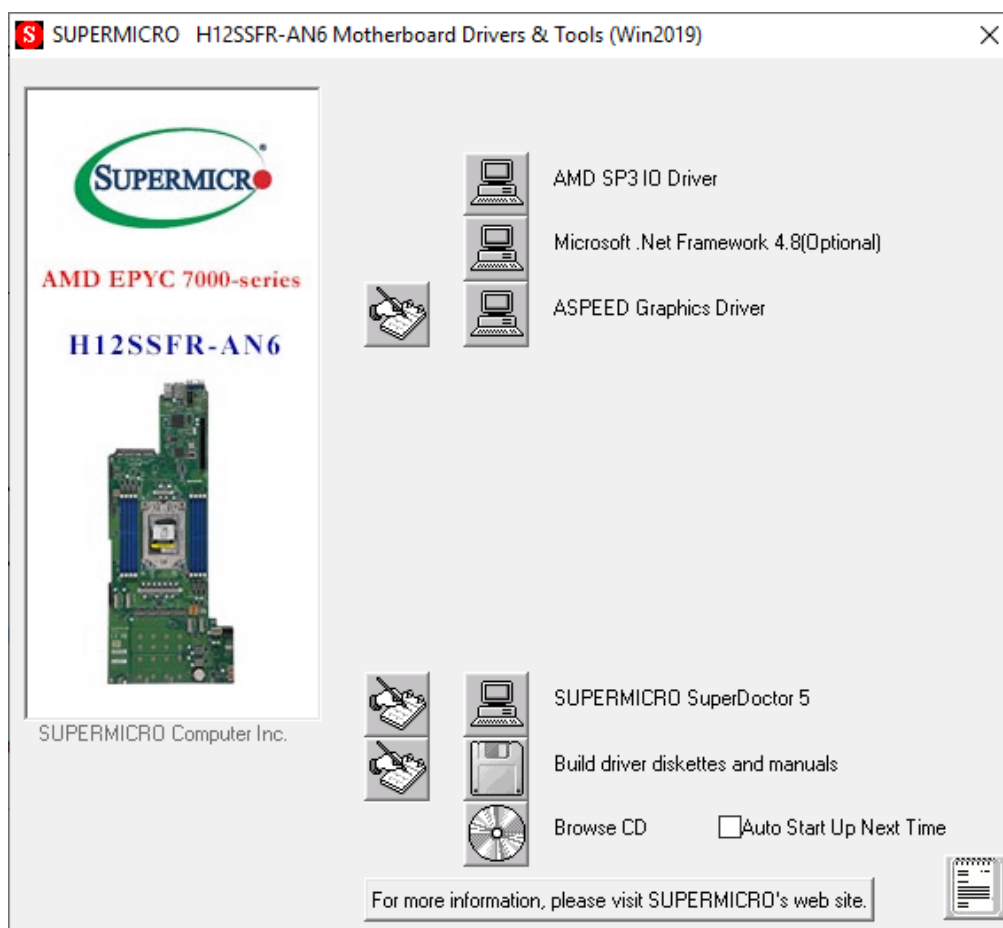 S SUPERMICRO H12SSFR-AN6 Motherboard Drivers & Tools (Win2019)
SUPERMICRO
AMD EPYC 7000-series
H12SSFR-AN6
SUPERMICRO Computer Inc.
AMD SP3 IO Driver
Microsoft .Net Framework 4.8(Optional)
ASPEED Graphics Driver
SUPERMICRO SuperDoctor 5
Build driver diskettes and manuals
Browse CD Auto Start Up Next Time
For more information, please visit SUPERMICRO's web site.